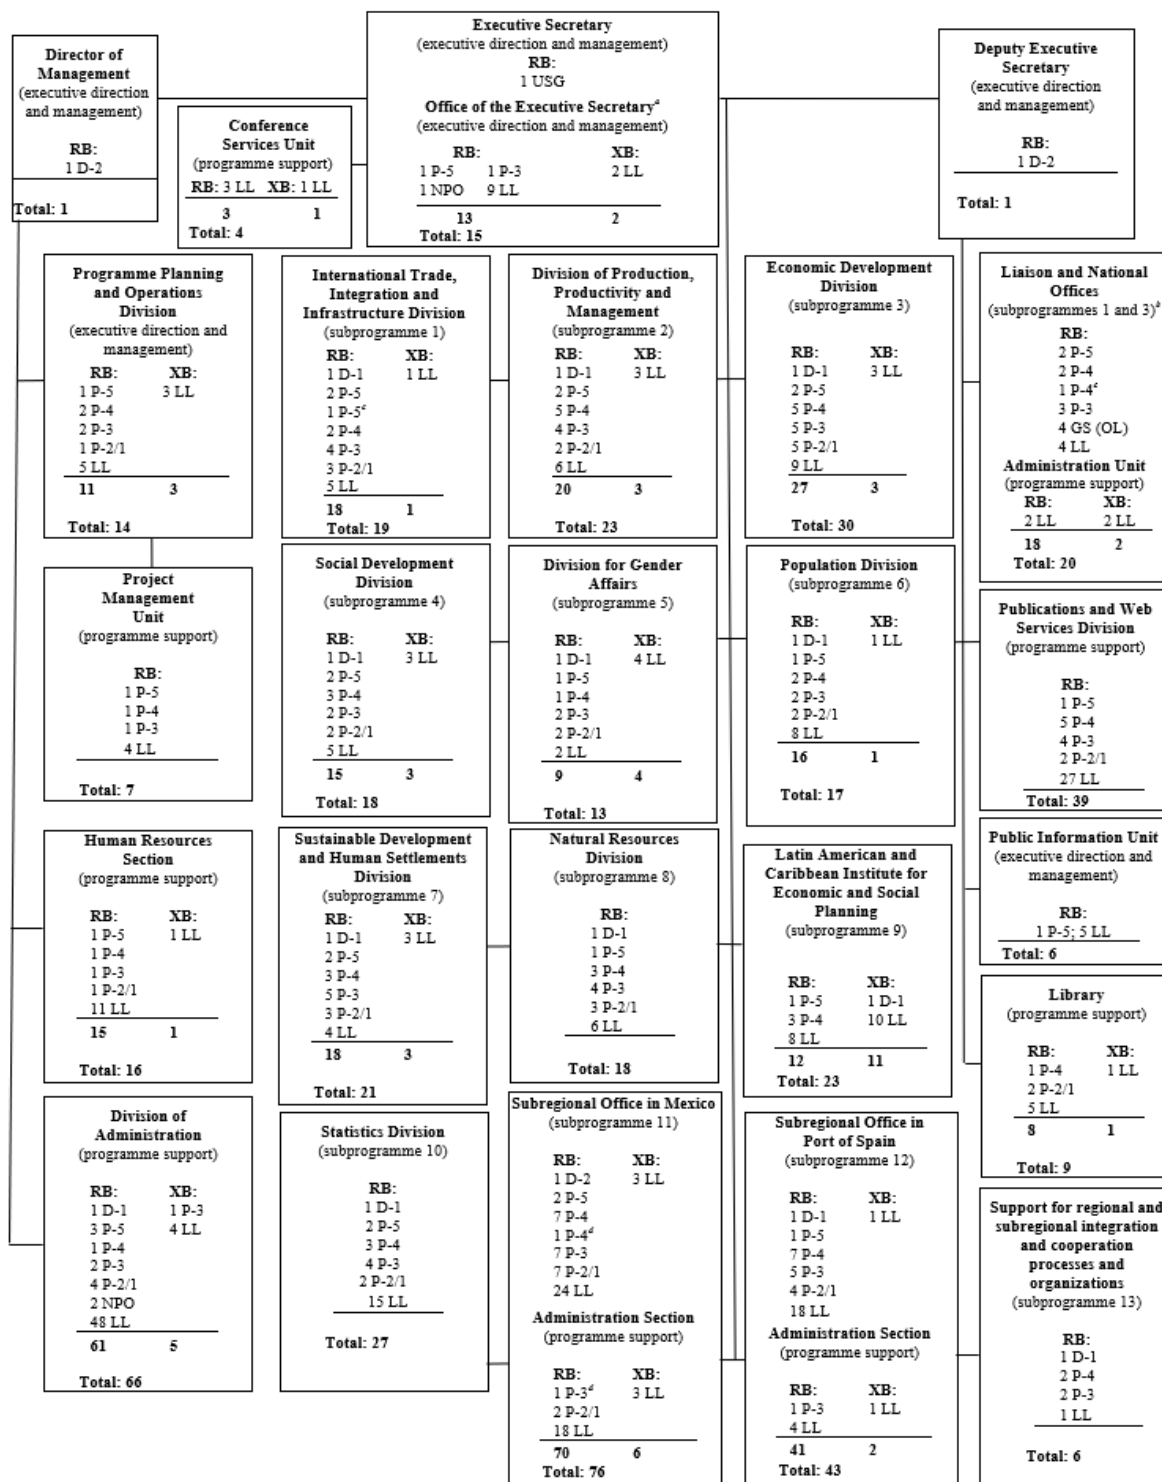 Director of
Management
(executive direction
and management)
RB:
1 D-2
Total: 1
Conference
Services Unit
(programme support)
RB: 3 LL XB: 1 LL
3 1
Total: 4
Executive Secretary
(executive direction and management)
RB:
1 USG
Office of the Executive Secretaryᵃ
(executive direction and management)
RB: XB:
1 P-5 1 P-3 2 LL
1 NPO 9 LL
13 2
Total: 15
Deputy Executive
Secretary
(executive direction
and management)
RB:
1 D-2
Total: 1
Programme Planning
and Operations
Division
(executive direction and
management)
RB: XB:
1 P-5 3 LL
2 P-4
2 P-3
1 P-2/1
5 LL
11 3
Total: 14
International Trade,
Integration and
Infrastructure Division
(subprogramme 1)
RB: XB:
1 D-1 1 LL
2 P-5
1 P-5ᶜ
2 P-4
4 P-3
3 P-2/1
5 LL
18 1
Total: 19
Division of Production,
Productivity and
Management
(subprogramme 2)
RB: XB:
1 D-1 3 LL
2 P-5
5 P-4
4 P-3
2 P-2/1
6 LL
20 3
Total: 23
Economic Development
Division
(subprogramme 3)
RB: XB:
1 D-1 3 LL
2 P-5
5 P-4
5 P-3
5 P-2/1
9 LL
27 3
Total: 30
Liaison and National
Offices
(subprogrammes 1 and 3)ᵇ
RB:
2 P-5
2 P-4
1 P-4ᶜ
3 P-3
4 GS (OL)
4 LL
Administration Unit
(programme support)
RB: XB:
2 LL 2 LL
18 2
Total: 20
Project
Management
Unit
(programme support)
RB:
1 P-5
1 P-4
1 P-3
4 LL
Total: 7
Social Development
Division
(subprogramme 4)
RB: XB:
1 D-1 3 LL
2 P-5
3 P-4
2 P-3
2 P-2/1
5 LL
15 3
Total: 18
Division for Gender
Affairs
(subprogramme 5)
RB: XB:
1 D-1 4 LL
1 P-5
1 P-4
2 P-3
2 P-2/1
2 LL
9 4
Total: 13
Population Division
(subprogramme 6)
RB: XB:
1 D-1 1 LL
1 P-5
2 P-4
2 P-3
2 P-2/1
8 LL
16 1
Total: 17
Publications and Web
Services Division
(programme support)
RB:
1 P-5
5 P-4
4 P-3
2 P-2/1
27 LL
Total: 39
Human Resources
Section
(programme support)
RB: XB:
1 P-5 1 LL
1 P-4
1 P-3
1 P-2/1
11 LL
15 1
Total: 16
Sustainable Development
and Human Settlements
Division
(subprogramme 7)
RB: XB:
1 D-1 3 LL
2 P-5
3 P-4
5 P-3
3 P-2/1
4 LL
18 3
Total: 21
Natural Resources
Division
(subprogramme 8)
RB:
1 D-1
1 P-5
3 P-4
4 P-3
3 P-2/1
6 LL
Total: 18
Latin American and
Caribbean Institute for
Economic and Social
Planning
(subprogramme 9)
RB: XB:
1 P-5 1 D-1
3 P-4 10 LL
8 LL
12 11
Total: 23
Public Information Unit
(executive direction and
management)
RB:
1 P-5; 5 LL
Total: 6
Library
(programme support)
RB: XB:
1 P-4 1 LL
2 P-2/1
5 LL
8 1
Total: 9
Division of
Administration
(programme support)
RB: XB:
1 D-1 1 P-3
3 P-5 4 LL
1 P-4
2 P-3
4 P-2/1
2 NPO
48 LL
61 5
Total: 66
Statistics Division
(subprogramme 10)
RB:
1 D-1
2 P-5
3 P-4
4 P-3
2 P-2/1
15 LL
Total: 27
Subregional Office in Mexico
(subprogramme 11)
RB: XB:
1 D-2 3 LL
2 P-5
7 P-4
1 P-4ᵈ
7 P-3
7 P-2/1
24 LL
Administration Section
(programme support)
RB: XB:
1 P-3ᵈ 3 LL
2 P-2/1
18 LL
70 6
Total: 76
Subregional Office in
Port of Spain
(subprogramme 12)
RB: XB:
1 D-1 1 LL
1 P-5
7 P-4
5 P-3
4 P-2/1
18 LL
Administration Section
(programme support)
RB: XB:
1 P-3 1 LL
4 LL
41 2
Total: 43
Support for regional and
subregional integration
and cooperation
processes and
organizations
(subprogramme 13)
RB:
1 D-1
2 P-4
2 P-3
1 LL
Total: 6